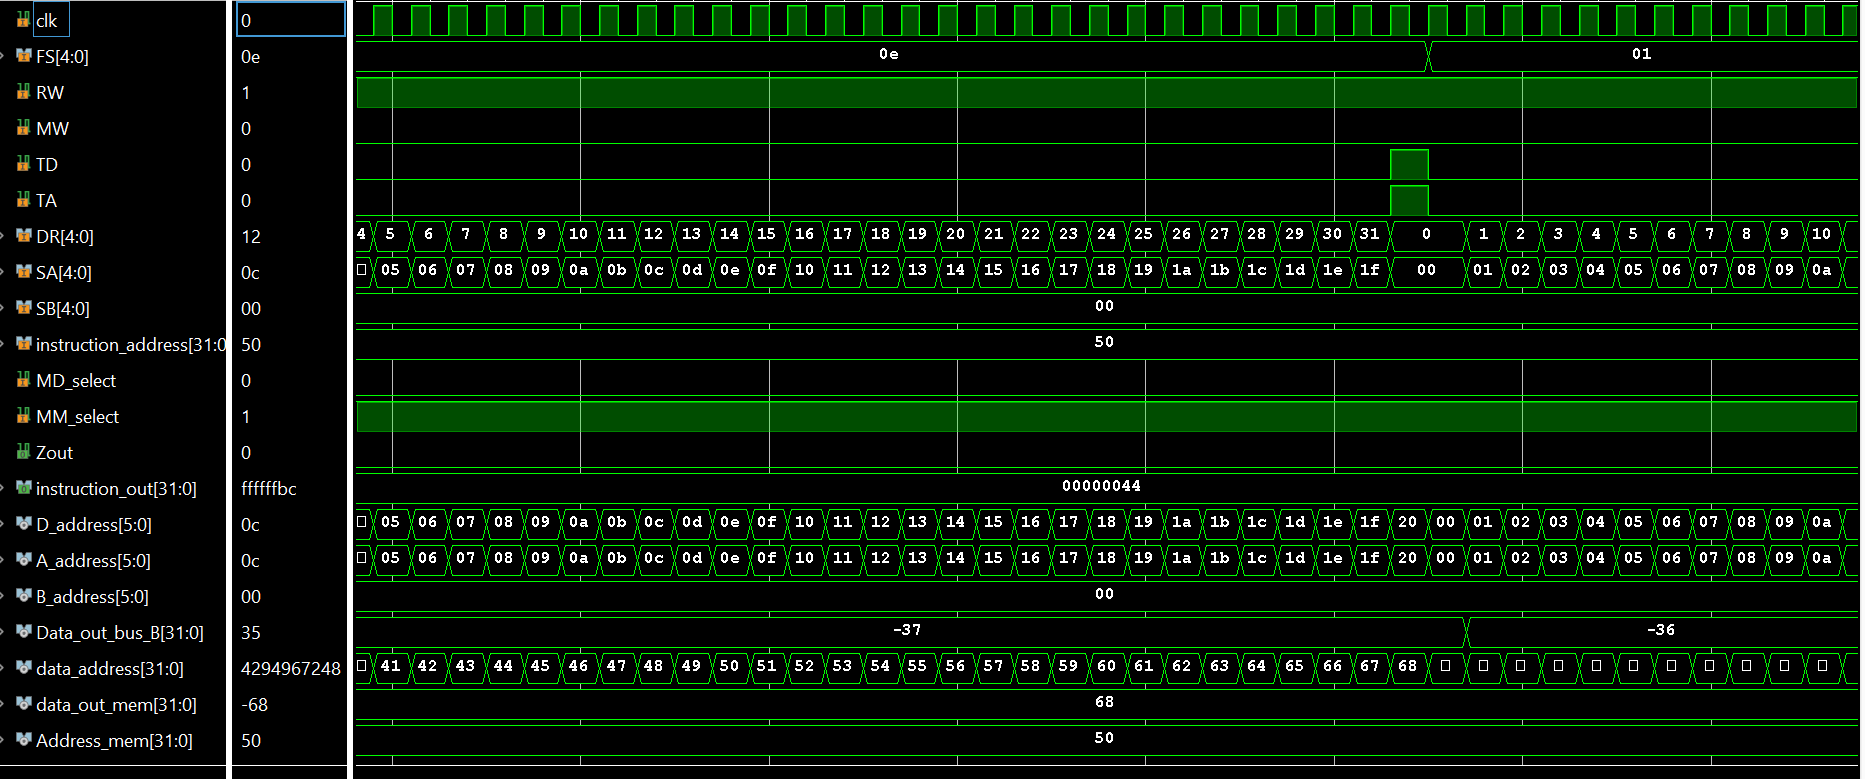 clk 0
FS[4:0] 0e 0e 01
RW 1
MW 0
TD 0
TA 0
DR[4:0] 12 4 5 6 7 8 9 10 11 12 13 14 15 16 17 18 19 20 21 22 23 24 25 26 27 28 29 30 31 0 1 2 3 4 5 6 7 8 9 10
SA[4:0] 0c 05 06 07 08 09 0a 0b 0c 0d 0e 0f 10 11 12 13 14 15 16 17 18 19 1a 1b 1c 1d 1e 1f 00 01 02 03 04 05 06 07 08 09 0a
SB[4:0] 00 00
instruction_address[31:0 50 50
MD_select 0
MM_select 1
Zout 0
instruction_out[31:0] ffffffbc 00000044
D_address[5:0] 0c 05 06 07 08 09 0a 0b 0c 0d 0e 0f 10 11 12 13 14 15 16 17 18 19 1a 1b 1c 1d 1e 1f 20 00 01 02 03 04 05 06 07 08 09 0a
A_address[5:0] 0c 05 06 07 08 09 0a 0b 0c 0d 0e 0f 10 11 12 13 14 15 16 17 18 19 1a 1b 1c 1d 1e 1f 20 00 01 02 03 04 05 06 07 08 09 0a
B_address[5:0] 00 00
Data_out_bus_B[31:0] 35 -37 -36
data_address[31:0] 4294967248 41 42 43 44 45 46 47 48 49 50 51 52 53 54 55 56 57 58 59 60 61 62 63 64 65 66 67 68
data_out_mem[31:0] -68 68
Address_mem[31:0] 50 50